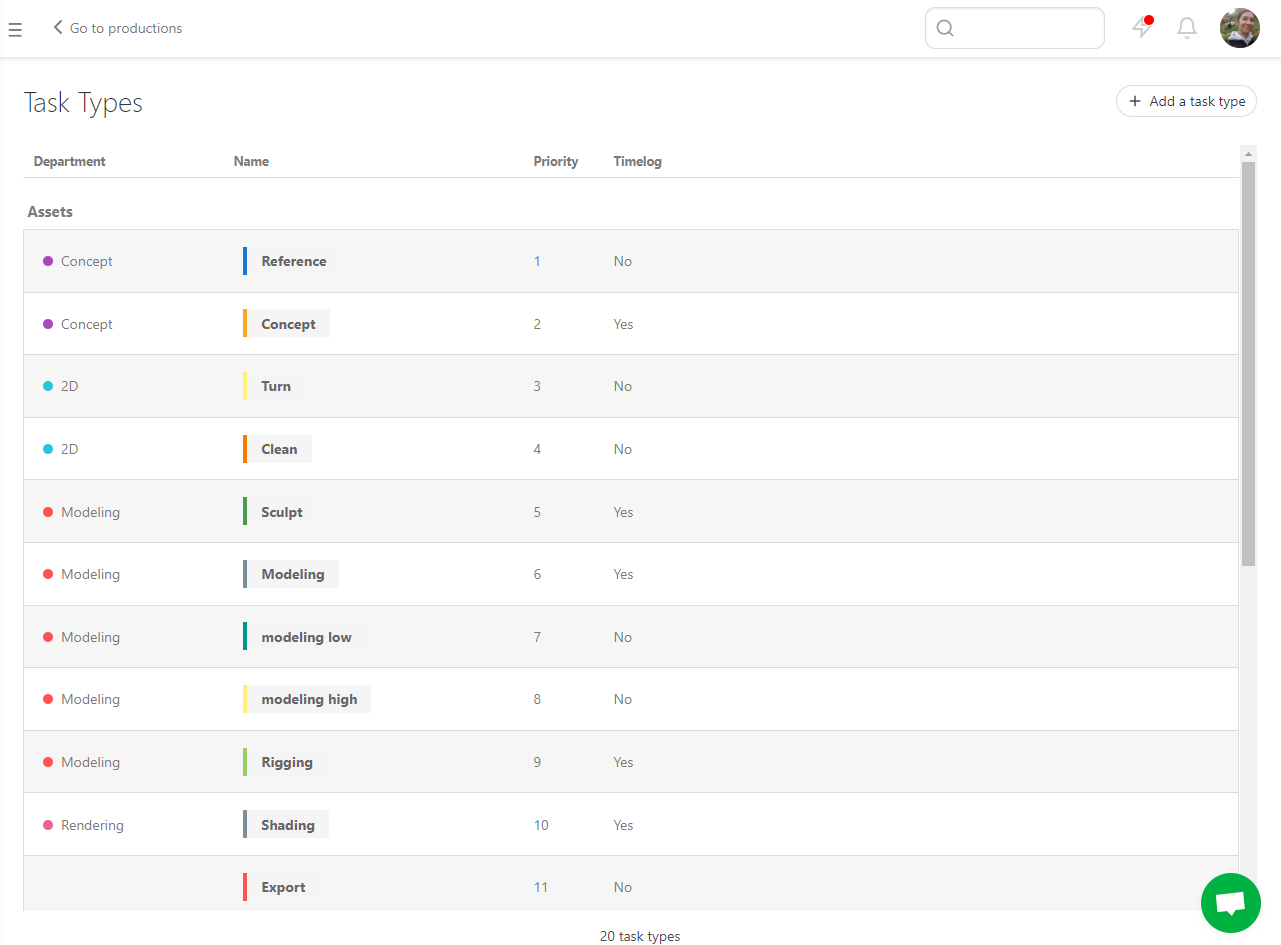 Go to productions
Task Types
Add a task type
Department Name Priority Timelog
Assets
Concept Reference 1 No
Concept Concept 2 Yes
2D Turn 3 No
2D Clean 4 No
Modeling Sculpt 5 Yes
Modeling Modeling 6 Yes
Modeling modeling low 7 No
Modeling modeling high 8 No
Modeling Rigging 9 Yes
Rendering Shading 10 Yes
Export 11 No
20 task types